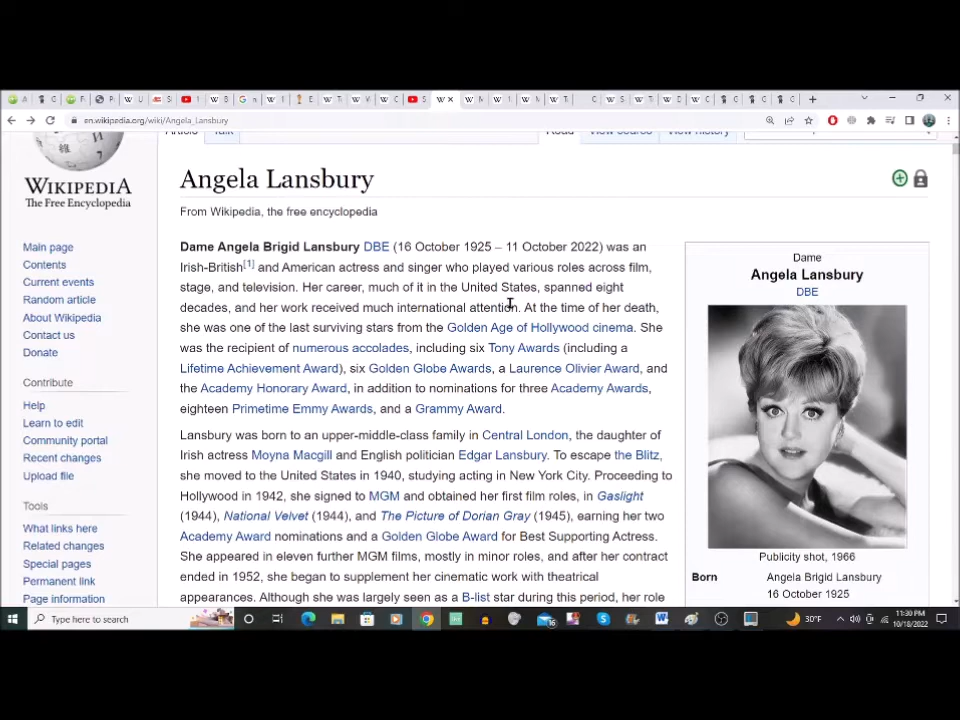 en.wikipedia.org/wiki/Angela_Lansbury
Article Talk
Read View source View history
WIKIPEDIA
The Free Encyclopedia
Main page
Contents
Current events
Random article
About Wikipedia
Contact us
Donate
Contribute
Help
Learn to edit
Community portal
Recent changes
Upload file
Tools
What links here
Related changes
Special pages
Permanent link
Page information
Angela Lansbury
From Wikipedia, the free encyclopedia
Dame Angela Brigid Lansbury DBE (16 October 1925 – 11 October 2022) was an
Irish-British[1] and American actress and singer who played various roles across film,
stage, and television. Her career, much of it in the United States, spanned eight
decades, and her work received much international attention. At the time of her death,
she was one of the last surviving stars from the Golden Age of Hollywood cinema. She
was the recipient of numerous accolades, including six Tony Awards (including a
Lifetime Achievement Award), six Golden Globe Awards, a Laurence Olivier Award, and
the Academy Honorary Award, in addition to nominations for three Academy Awards,
eighteen Primetime Emmy Awards, and a Grammy Award.
Lansbury was born to an upper-middle-class family in Central London, the daughter of
Irish actress Moyna Macgill and English politician Edgar Lansbury. To escape the Blitz,
she moved to the United States in 1940, studying acting in New York City. Proceeding to
Hollywood in 1942, she signed to MGM and obtained her first film roles, in Gaslight
(1944), National Velvet (1944), and The Picture of Dorian Gray (1945), earning her two
Academy Award nominations and a Golden Globe Award for Best Supporting Actress.
She appeared in eleven further MGM films, mostly in minor roles, and after her contract
ended in 1952, she began to supplement her cinematic work with theatrical
appearances. Although she was largely seen as a B-list star during this period, her role
Dame
Angela Lansbury
DBE
Publicity shot, 1966
Born Angela Brigid Lansbury
16 October 1925
Type here to search
16
30°F
11:30 PM
10/18/2022